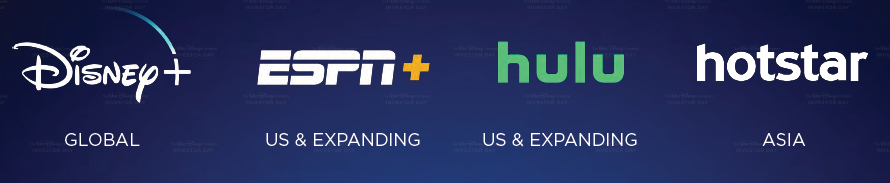 Disney+
ESPN+
hulu
hotstar
GLOBAL
US & EXPANDING
US & EXPANDING
ASIA